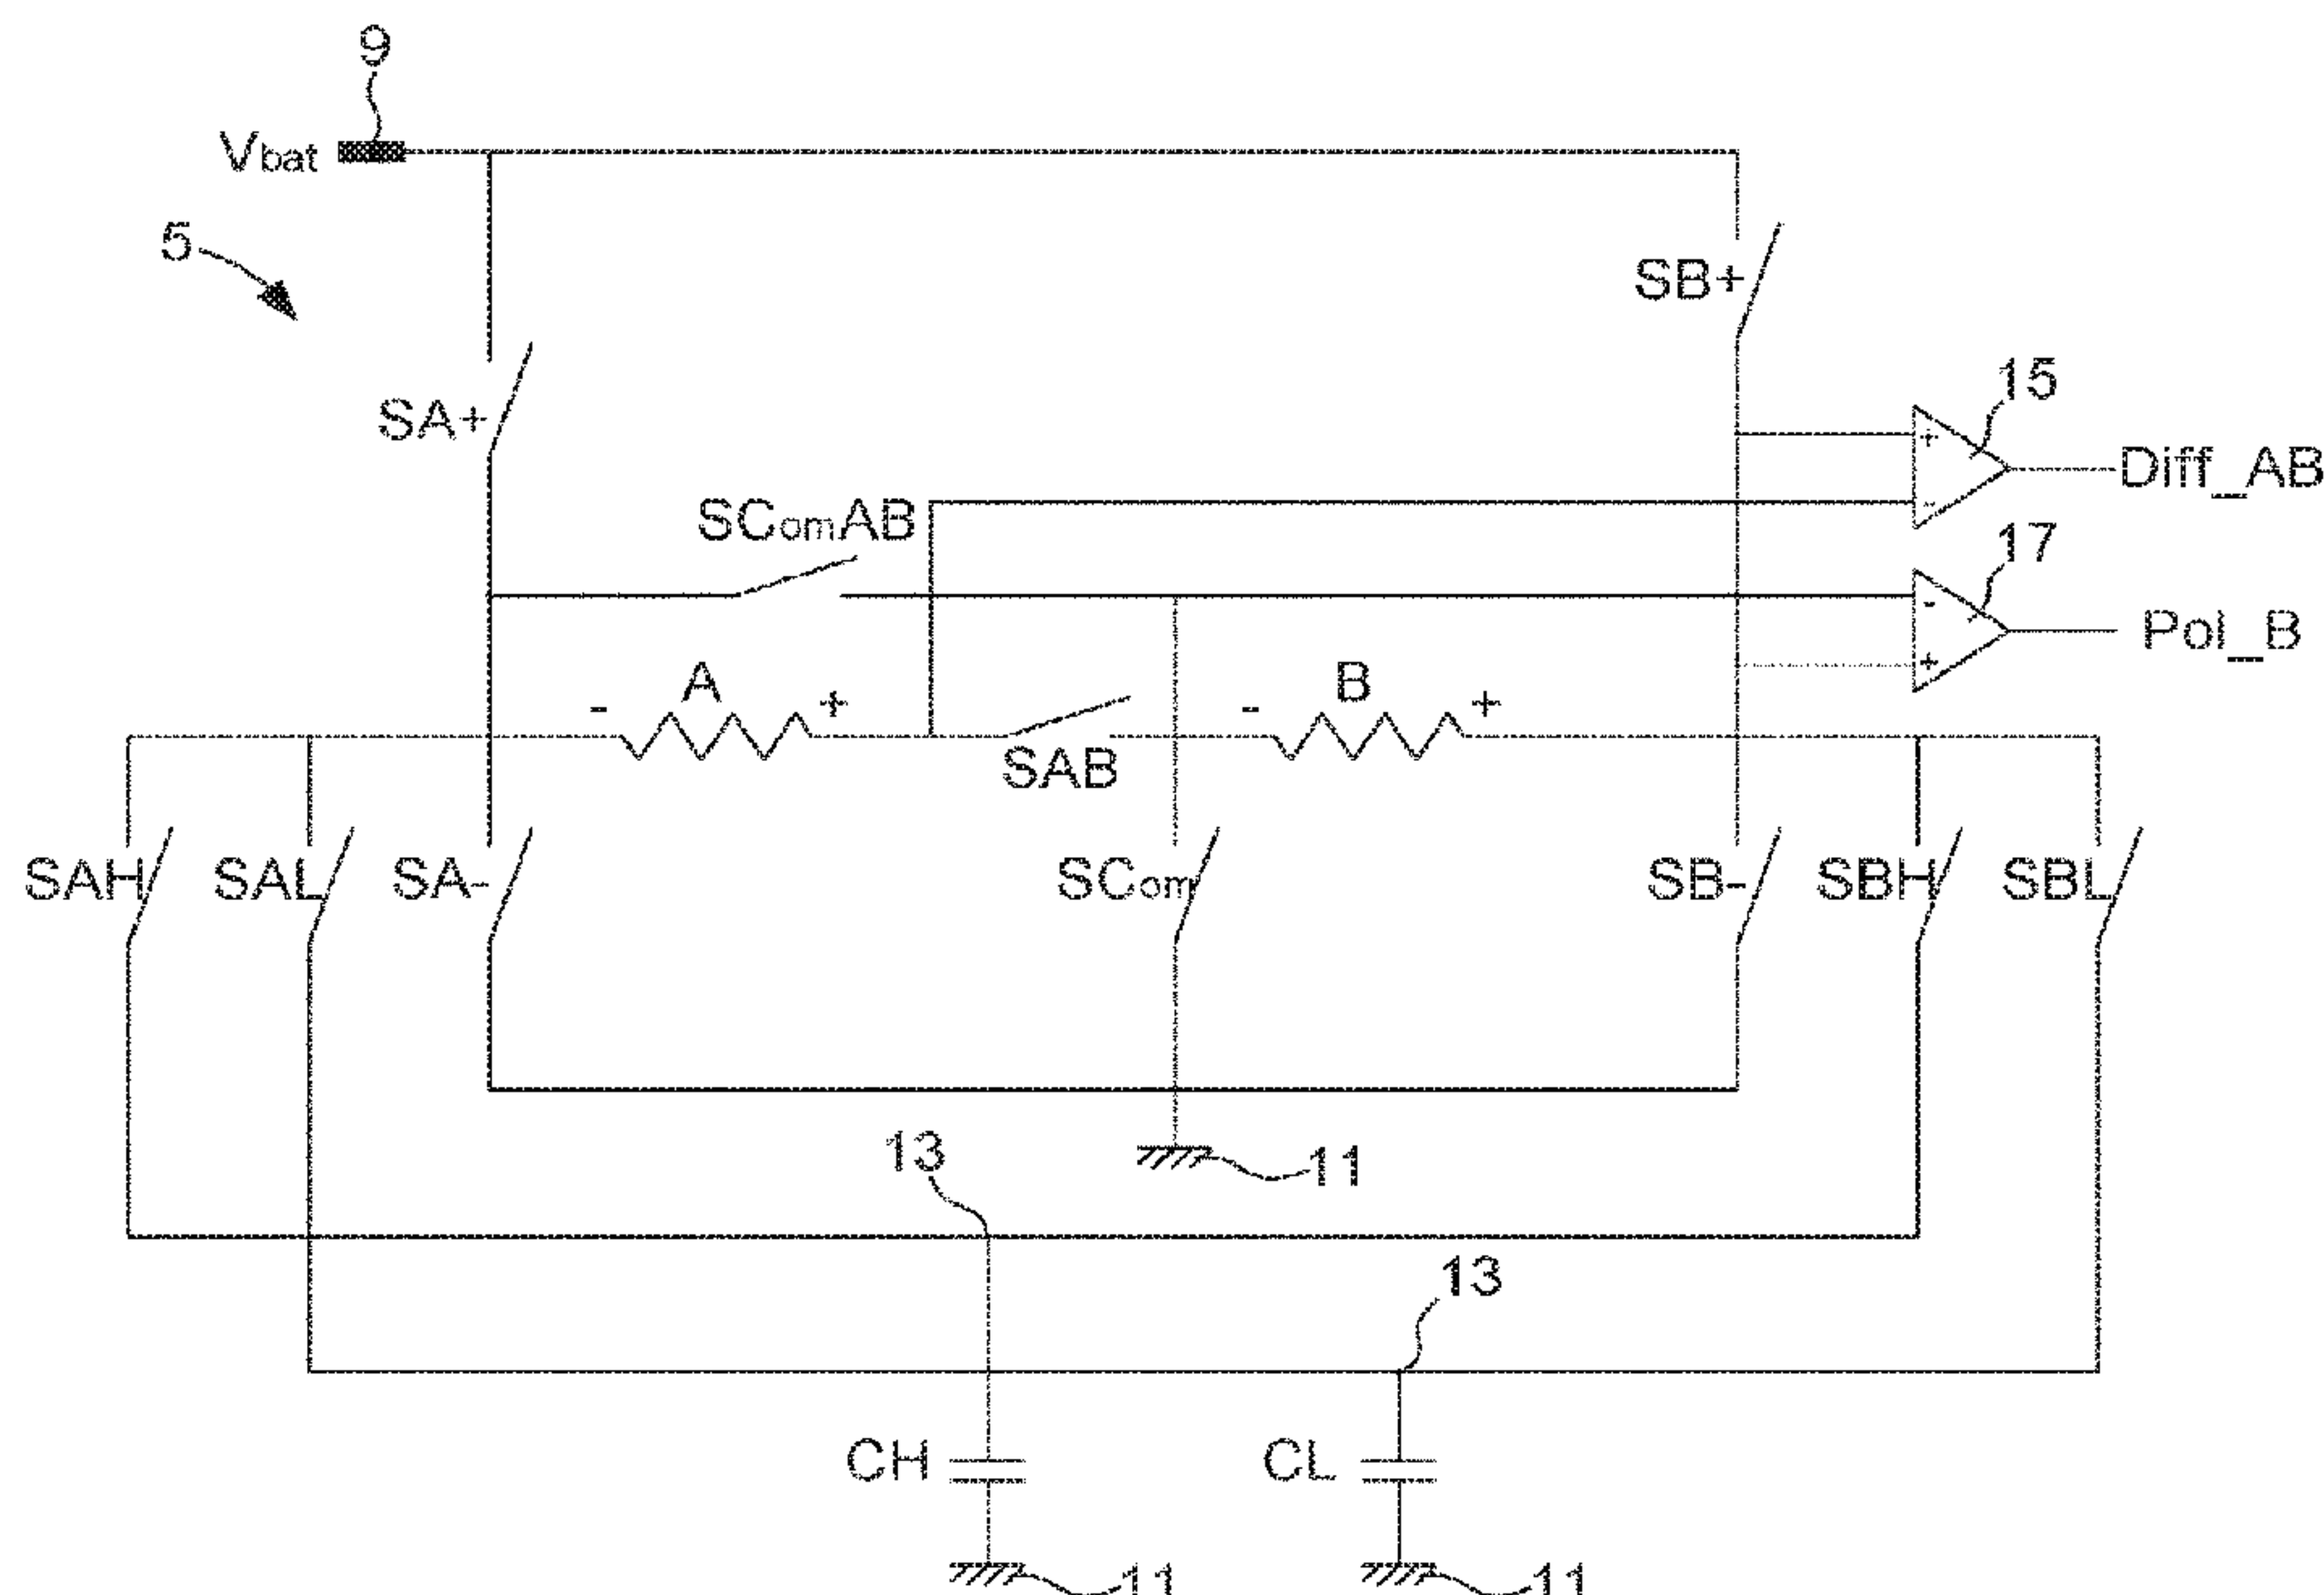 9
Vbat
5
SB+
15
SA+
Diff_AB
SComAB
17
Pol_B
A
B
- +
- +
SAB
+
-
-
+
SAH
SAL
SA-
SCom
SB-
SBH
SBL
13
11
13
CH
CL
11
11